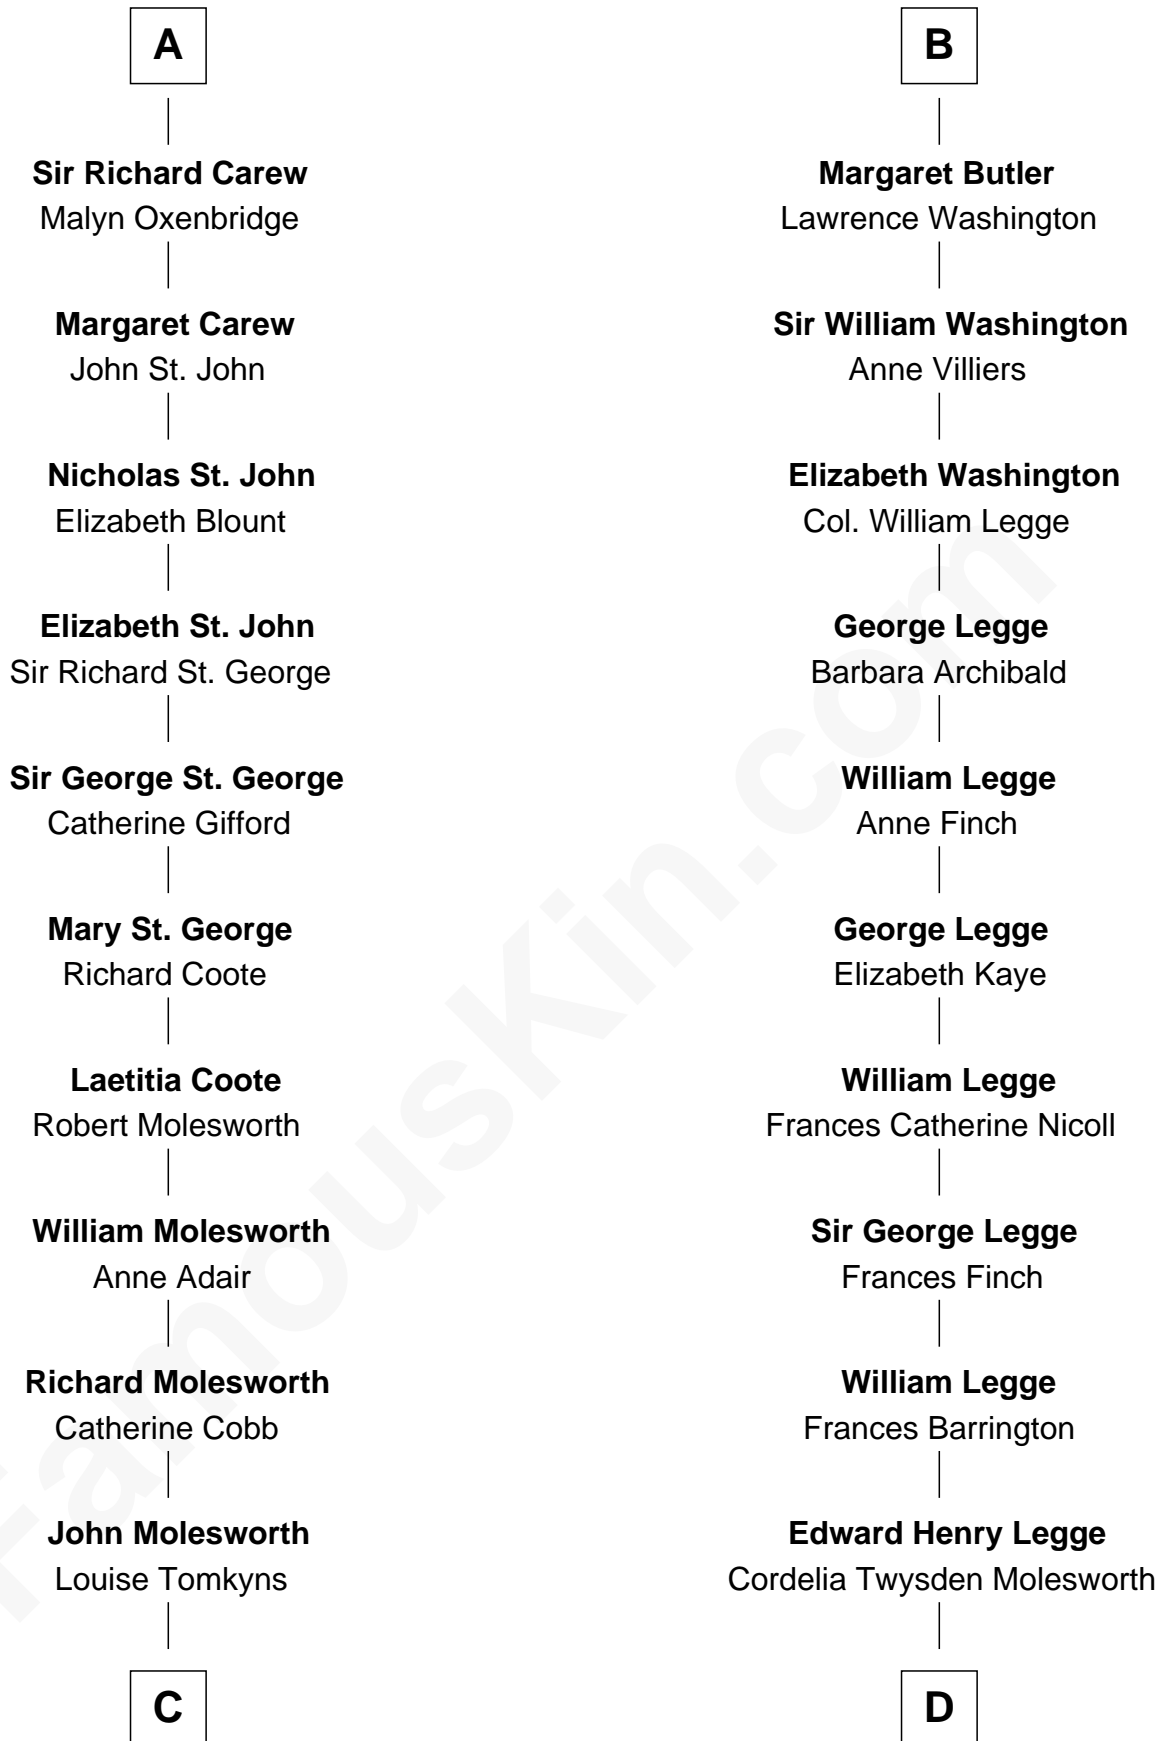 A
Sir Richard Carew
Malyn Oxenbridge
Margaret Carew
John St. John
Nicholas St. John
Elizabeth Blount
Elizabeth St. John
Sir Richard St. George
Sir George St. George
Catherine Gifford
Mary St. George
Richard Coote
Laetitia Coote
Robert Molesworth
William Molesworth
Anne Adair
Richard Molesworth
Catherine Cobb
John Molesworth
Louise Tomkyns
C
B
Margaret Butler
Lawrence Washington
Sir William Washington
Anne Villiers
Elizabeth Washington
Col. William Legge
George Legge
Barbara Archibald
William Legge
Anne Finch
George Legge
Elizabeth Kaye
William Legge
Frances Catherine Nicoll
Sir George Legge
Frances Finch
William Legge
Frances Barrington
Edward Henry Legge
Cordelia Twysden Molesworth
D
FamousKin.com